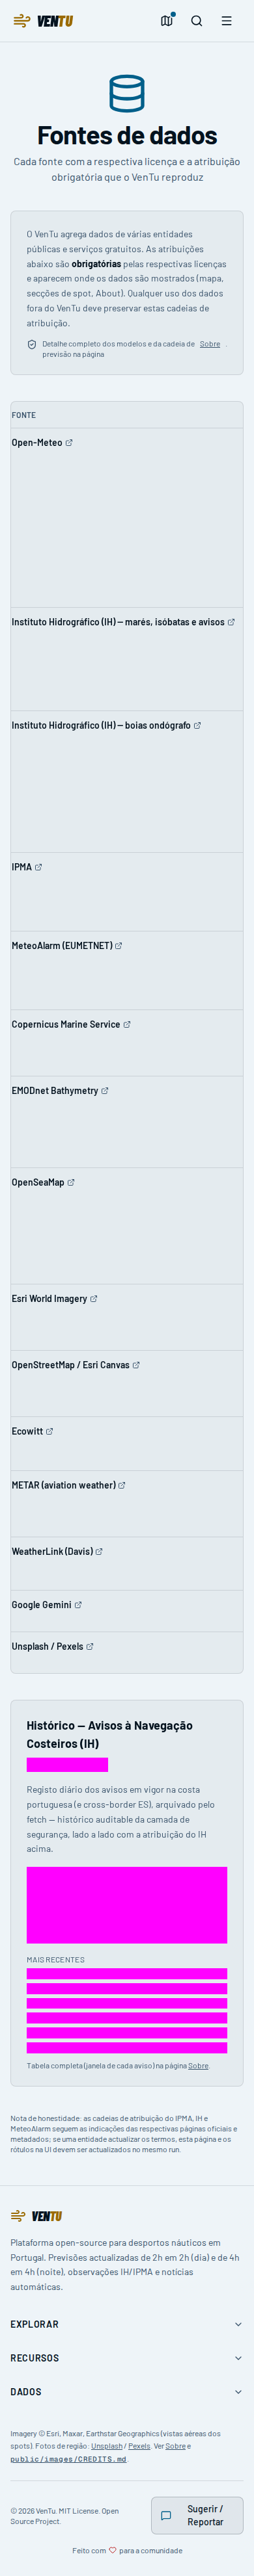 VENTU
Fontes de dados
Cada fonte com a respectiva licença e a atribuição
obrigatória que o VenTu reproduz
O VenTu agrega dados de várias entidades
públicas e serviços gratuitos. As atribuições
abaixo são obrigatórias pelas respectivas licenças
e aparecem onde os dados são mostrados (mapa,
secções de spot, About). Qualquer uso dos dados
fora do VenTu deve preservar estas cadeias de
atribuição.
Detalhe completo dos modelos e da cadeia de Sobre .
previsão na página
FONTE
Open-Meteo
Instituto Hidrográfico (IH) — marés, isóbatas e avisos
Instituto Hidrográfico (IH) — boias ondógrafo
IPMA
MeteoAlarm (EUMETNET)
Copernicus Marine Service
EMODnet Bathymetry
OpenSeaMap
Esri World Imagery
OpenStreetMap / Esri Canvas
Ecowitt
METAR (aviation weather)
WeatherLink (Davis)
Google Gemini
Unsplash / Pexels
Histórico — Avisos à Navegação
Costeiros (IH)
Registo diário dos avisos em vigor na costa
portuguesa (e cross-border ES), arquivado pelo
fetch — histórico auditable da camada de
segurança, lado a lado com a atribuição do IH
acima.
MAIS RECENTES
Tabela completa (janela de cada aviso) na página Sobre.
Nota de honestidade: as cadeias de atribuição do IPMA, IH e
MeteoAlarm seguem as indicações das respectivas páginas oficiais e
metadados; se uma entidade actualizar os termos, esta página e os
rótulos na UI devem ser actualizados no mesmo run.
VENTU
Plataforma open-source para desportos náuticos em
Portugal. Previsões actualizadas de 2h em 2h (dia) e de 4h
em 4h (noite), observações IH/IPMA e notícias
automáticas.
EXPLORAR
RECURSOS
DADOS
Imagery © Esri, Maxar, Earthstar Geographics (vistas aéreas dos
spots). Fotos de região: Unsplash / Pexels. Ver Sobre e
public/images/CREDITS.md.
© 2026 VenTu. MIT License. Open
Source Project.
Sugerir /
Reportar
Feito com para a comunidade